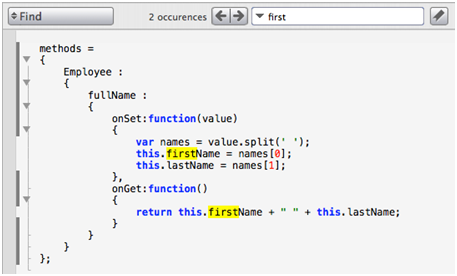 Find 2 occurences first
methods =
{
Employee :
{
fullName :
{
onSet:function(value)
{
var names = value.split(' ');
this.firstName = names[0];
this.lastName = names[1];
},
onGet:function()
{
return this.firstName + " " + this.lastName;
}
}
}
};